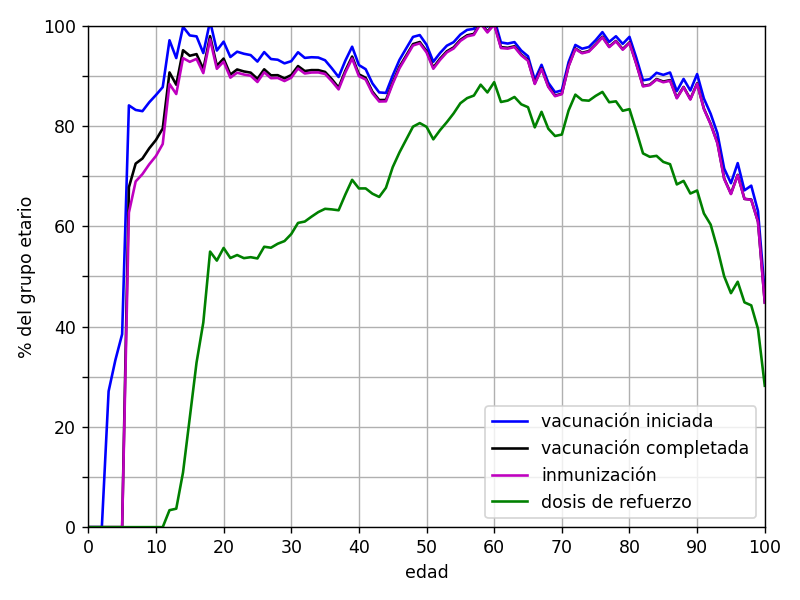 100
80
60
40
20
0
% del grupo etario
vacunación iniciada
vacunación completada
inmunización
dosis de refuerzo
0 10 20 30 40 50 60 70 80 90 100
edad